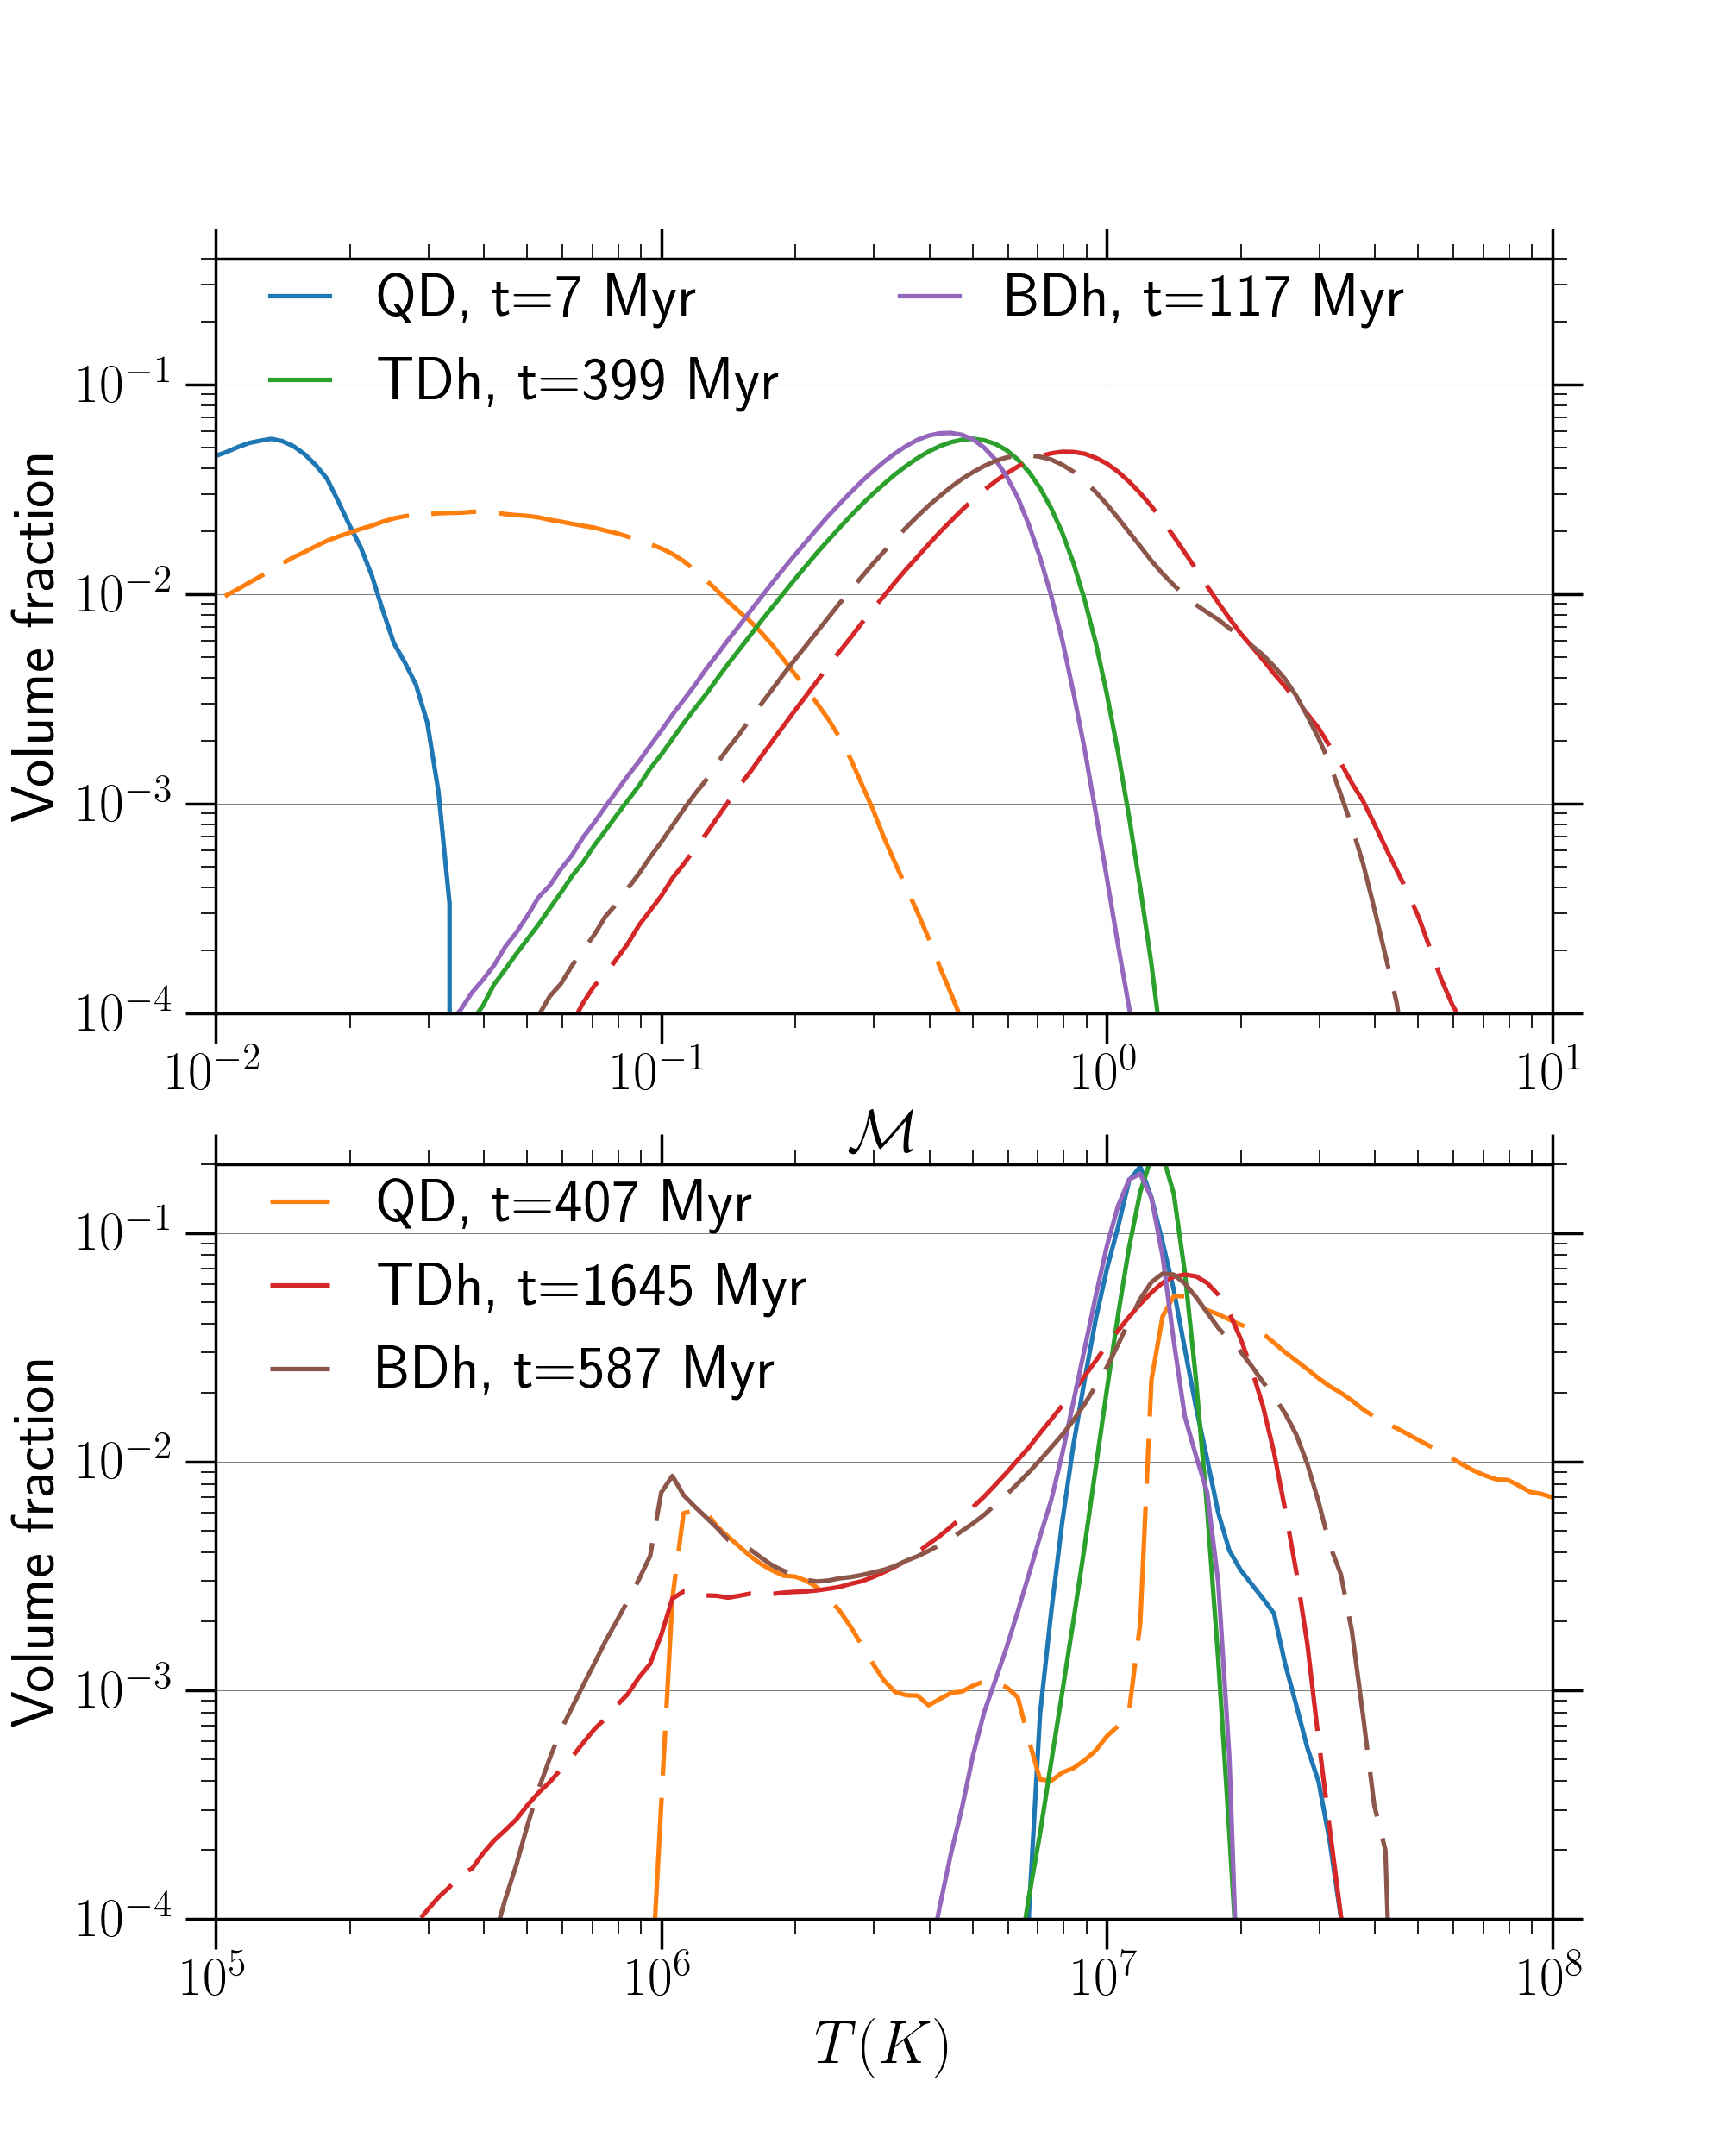 QD, t=7 Myr
BDh, t=117 Myr
TDh, t=399 Myr
Volume fraction
10⁻¹
10⁻²
10⁻³
10⁻⁴
10⁻² 10⁻¹ 10⁰ 10¹
ℳ
QD, t=407 Myr
TDh, t=1645 Myr
BDh, t=587 Myr
Volume fraction
10⁻¹
10⁻²
10⁻³
10⁻⁴
10⁵ 10⁶ 10⁷ 10⁸
T(K)